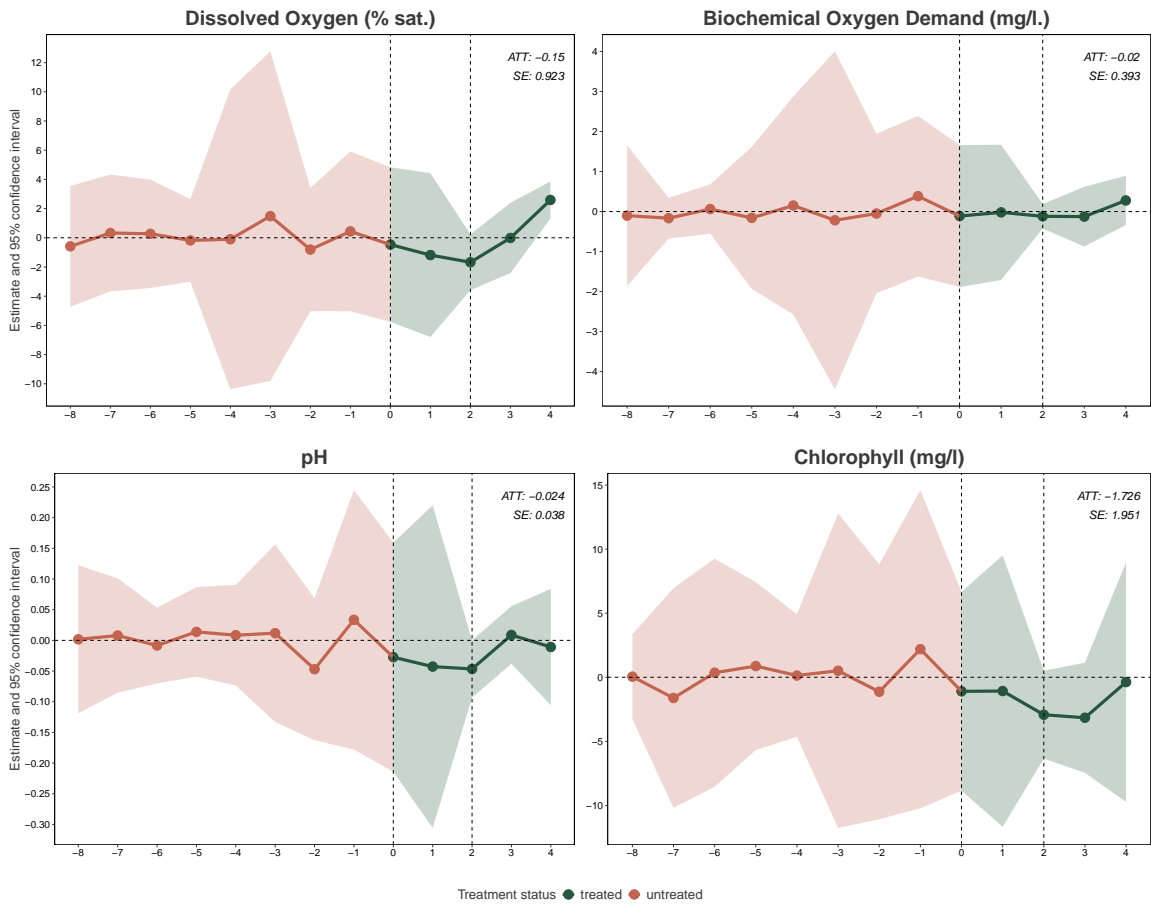 Dissolved Oxygen (% sat.)
Estimate and 95% confidence interval
ATT: −0.15
SE: 0.923
12
10
8
6
4
2
0
−2
−4
−6
−8
−10
−8 −7 −6 −5 −4 −3 −2 −1 0 1 2 3 4
Biochemical Oxygen Demand (mg/l.)
ATT: −0.02
SE: 0.393
4
3
2
1
0
−1
−2
−3
−4
−8 −7 −6 −5 −4 −3 −2 −1 0 1 2 3 4
pH
Estimate and 95% confidence interval
ATT: −0.024
SE: 0.038
0.25
0.20
0.15
0.10
0.05
0.00
−0.05
−0.10
−0.15
−0.20
−0.25
−0.30
−8 −7 −6 −5 −4 −3 −2 −1 0 1 2 3 4
Chlorophyll (mg/l)
ATT: −1.726
SE: 1.951
15
10
5
0
−5
−10
−8 −7 −6 −5 −4 −3 −2 −1 0 1 2 3 4
Treatment status treated untreated